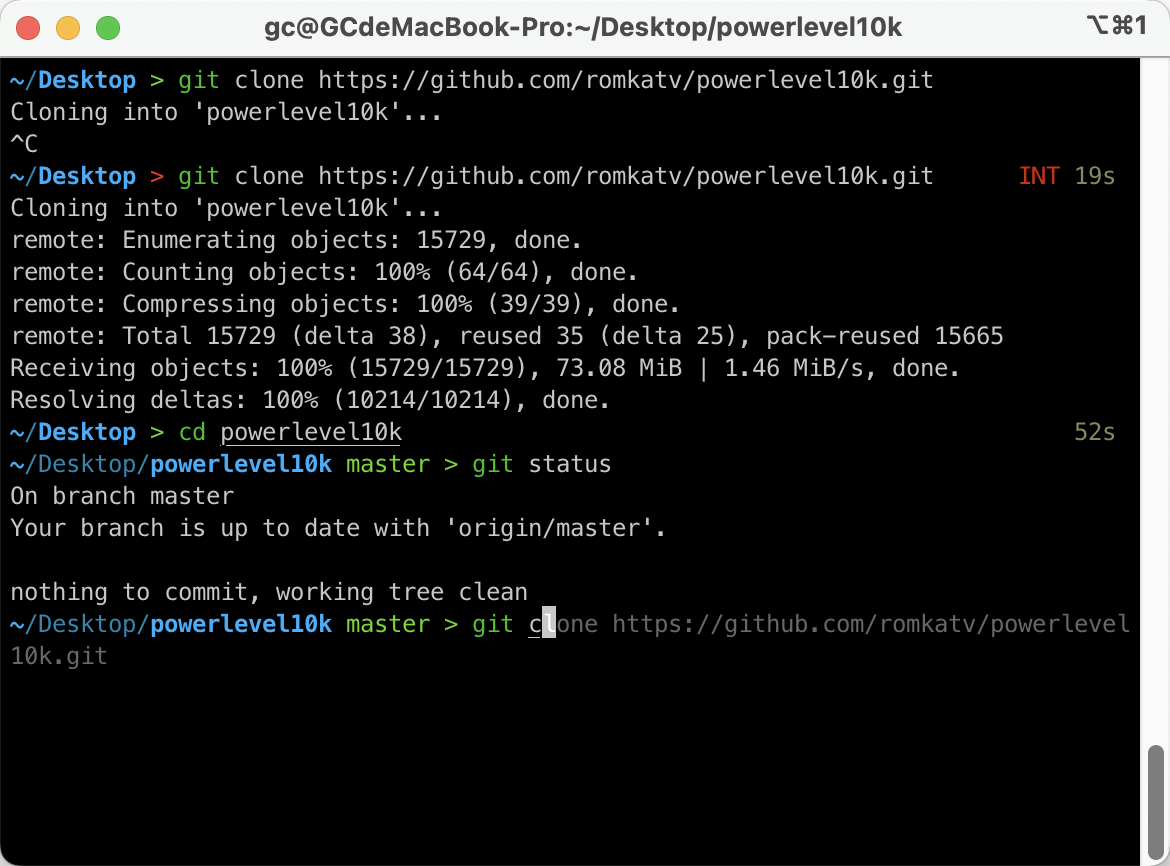 gc@GCdeMacBook-Pro:~/Desktop/powerlevel10k ⌥⌘1
~/Desktop > git clone https://github.com/romkatv/powerlevel10k.git
Cloning into 'powerlevel10k'...
^C
~/Desktop > git clone https://github.com/romkatv/powerlevel10k.git INT 19s
Cloning into 'powerlevel10k'...
remote: Enumerating objects: 15729, done.
remote: Counting objects: 100% (64/64), done.
remote: Compressing objects: 100% (39/39), done.
remote: Total 15729 (delta 38), reused 35 (delta 25), pack-reused 15665
Receiving objects: 100% (15729/15729), 73.08 MiB | 1.46 MiB/s, done.
Resolving deltas: 100% (10214/10214), done.
~/Desktop > cd powerlevel10k 52s
~/Desktop/powerlevel10k master > git status
On branch master
Your branch is up to date with 'origin/master'.
nothing to commit, working tree clean
~/Desktop/powerlevel10k master > git clone https://github.com/romkatv/powerlevel
10k.git